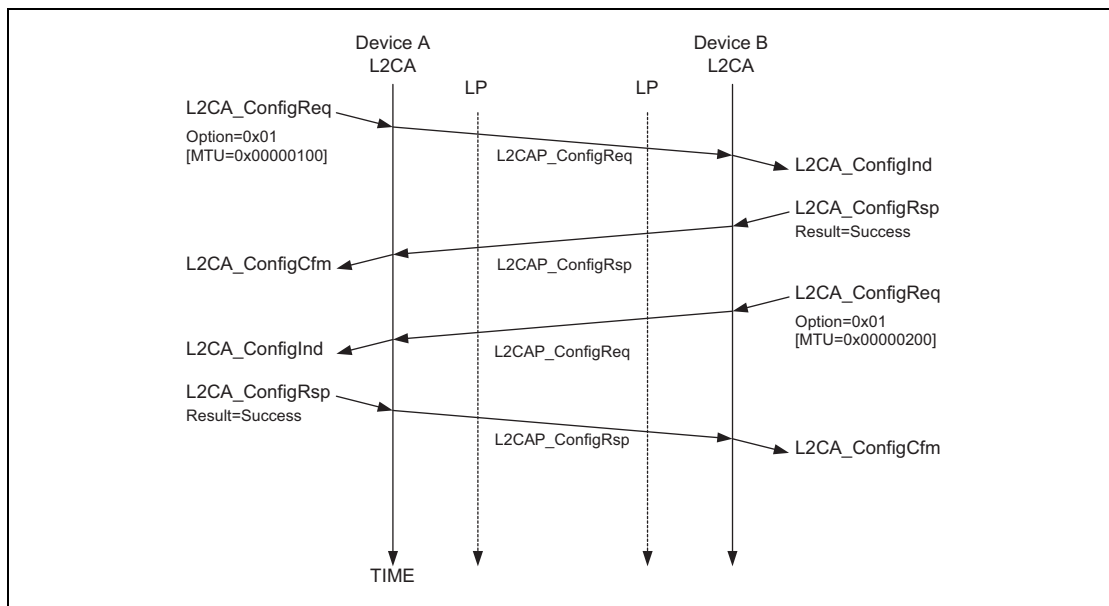 Device A
L2CA
Device B
L2CA
LP
LP
L2CA_ConfigReq
Option=0x01
[MTU=0x00000100]
L2CAP_ConfigReq
L2CA_ConfigInd
L2CA_ConfigRsp
Result=Success
L2CA_ConfigCfm
L2CAP_ConfigRsp
L2CA_ConfigReq
Option=0x01
[MTU=0x00000200]
L2CA_ConfigInd
L2CAP_ConfigReq
L2CA_ConfigRsp
Result=Success
L2CAP_ConfigRsp
L2CA_ConfigCfm
TIME